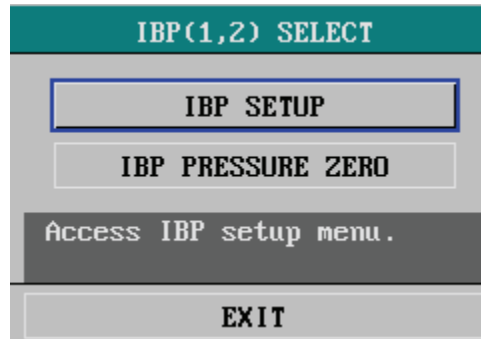 IBP(1,2) SELECT
IBP SETUP
IBP PRESSURE ZERO
Access IBP setup menu.
EXIT